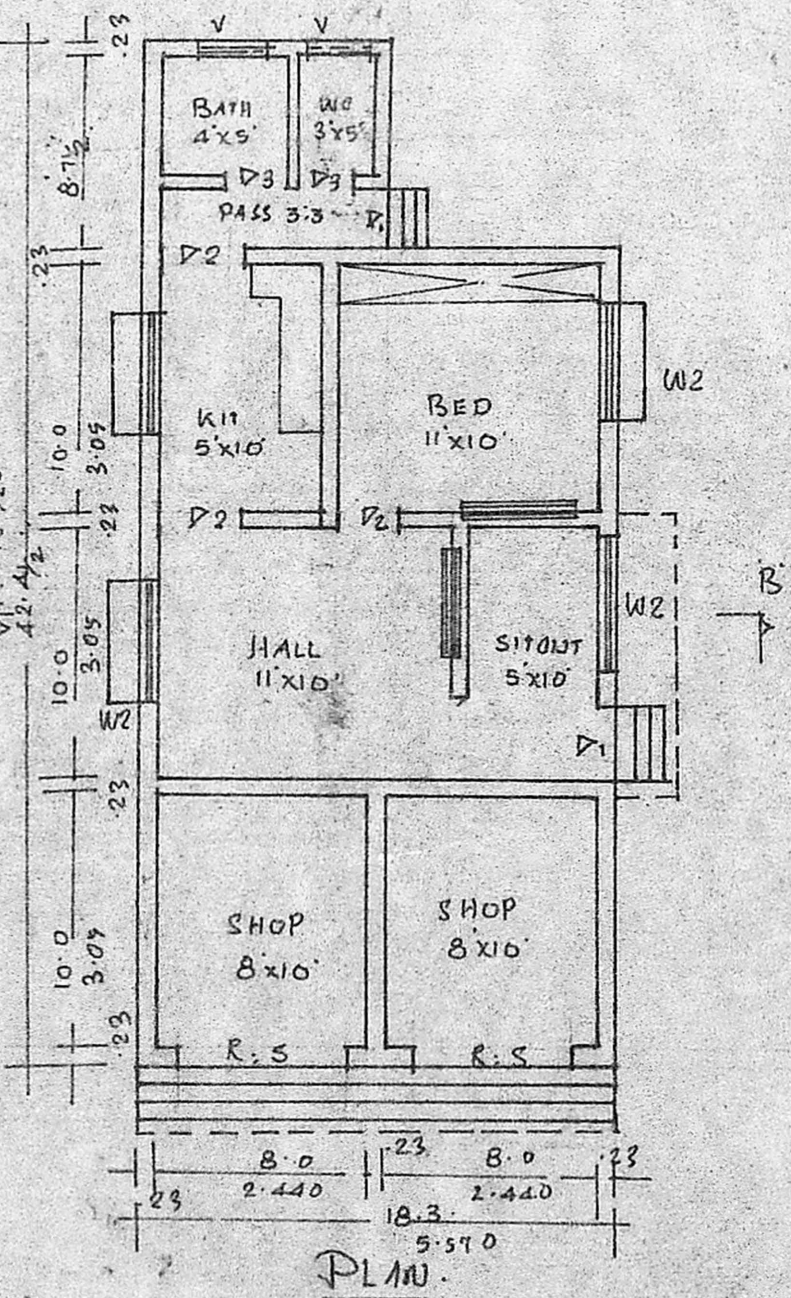 V V
.23
BATH
4'x5'
WC
3'x5'
8.7½
D3 D3
PASS 3:3 D1
.23
D2
W2
KIT
5'x10'
BED
11'x10'
10.0
3.05
D2 D2
.23
42.4½
HALL
11'x10'
SITOUT
5'x10'
W2
B
10.0
3.05
W2
D1
.23
SHOP
8'x10'
SHOP
8'x10'
10.0
3.05
.23
R.S R.S
.23 .23 .23
8.0 8.0
2.440 2.440
18.3.
5.570
PLAN.